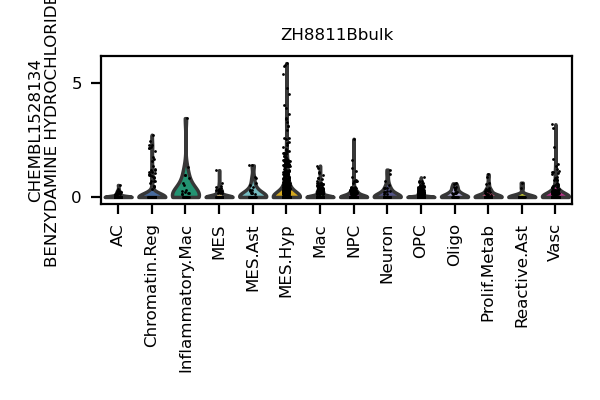 ZH8811Bbulk
CHEMBL1528134
BENZYDAMINE HYDROCHLORIDE
5
0
AC
Chromatin.Reg
Inflammatory.Mac
MES
MES.Ast
MES.Hyp
Mac
NPC
Neuron
OPC
Oligo
Prolif.Metab
Reactive.Ast
Vasc